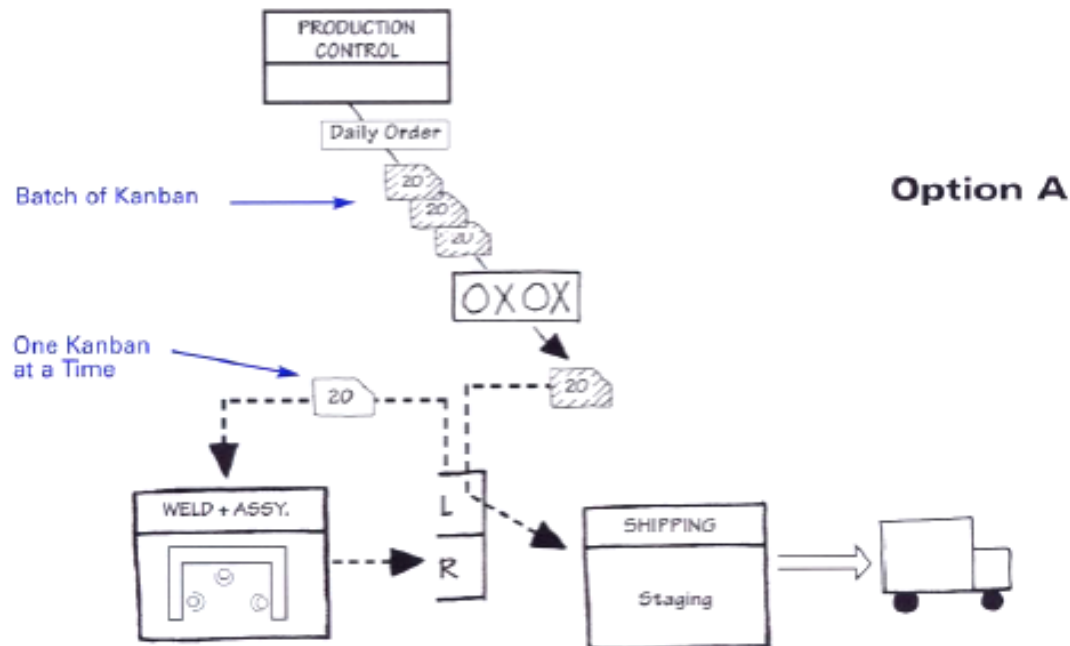 PRODUCTION
CONTROL
Daily Order
Option A
Batch of Kanban
20
20
20
OXOX
One Kanban
at a Time
20
20
WELD + ASSY.
L
R
SHIPPING
Staging